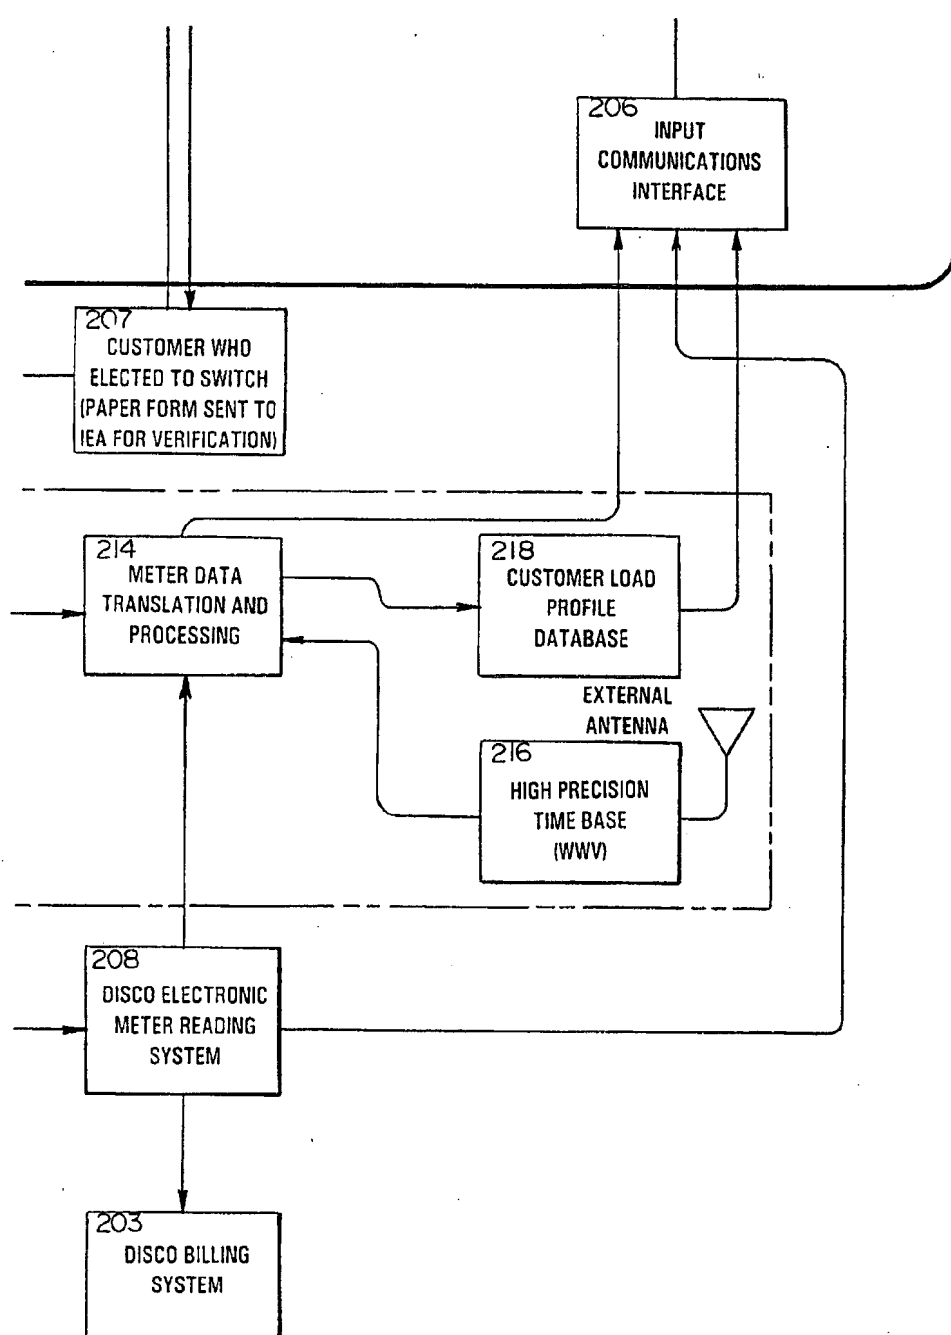 206
INPUT
COMMUNICATIONS
INTERFACE
207
CUSTOMER WHO
ELECTED TO SWITCH
(PAPER FORM SENT TO
IEA FOR VERIFICATION)
214
METER DATA
TRANSLATION AND
PROCESSING
218
CUSTOMER LOAD
PROFILE
DATABASE
EXTERNAL
ANTENNA
216
HIGH PRECISION
TIME BASE
(WWV)
208
DISCO ELECTRONIC
METER READING
SYSTEM
203
DISCO BILLING
SYSTEM